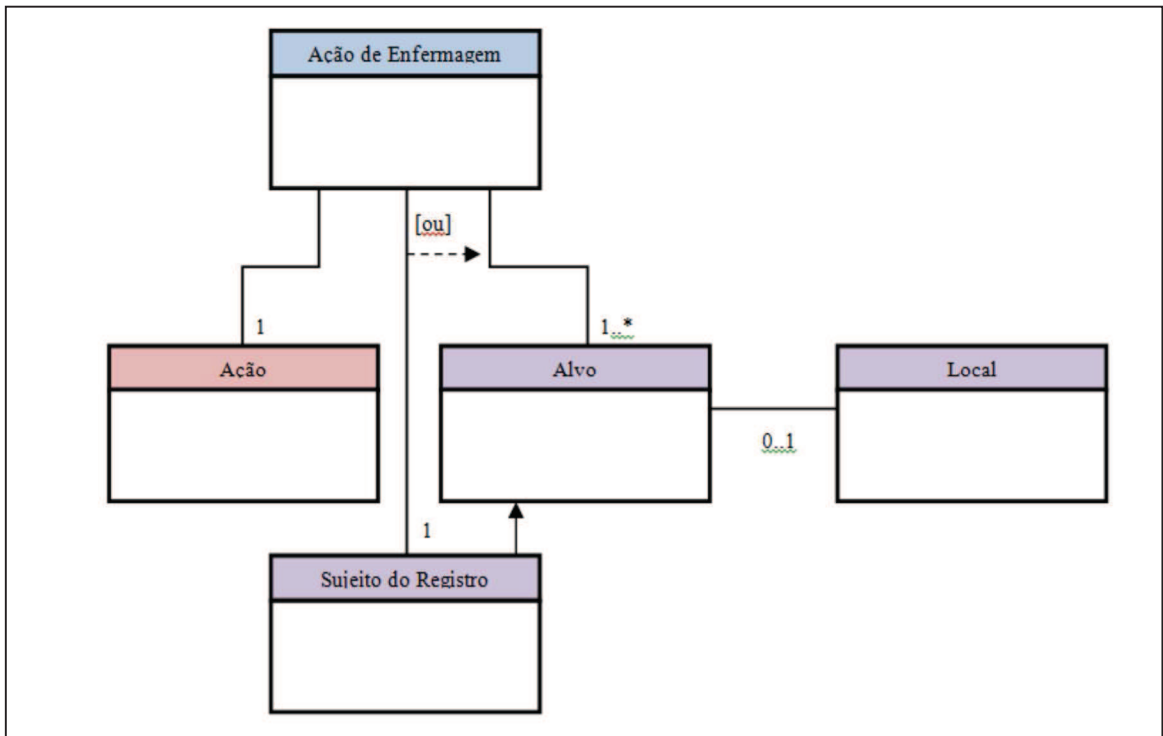 Ação de Enfermagem
[ou]
1
1..*
Ação
Alvo
Local
0..1
1
Sujeito do Registro